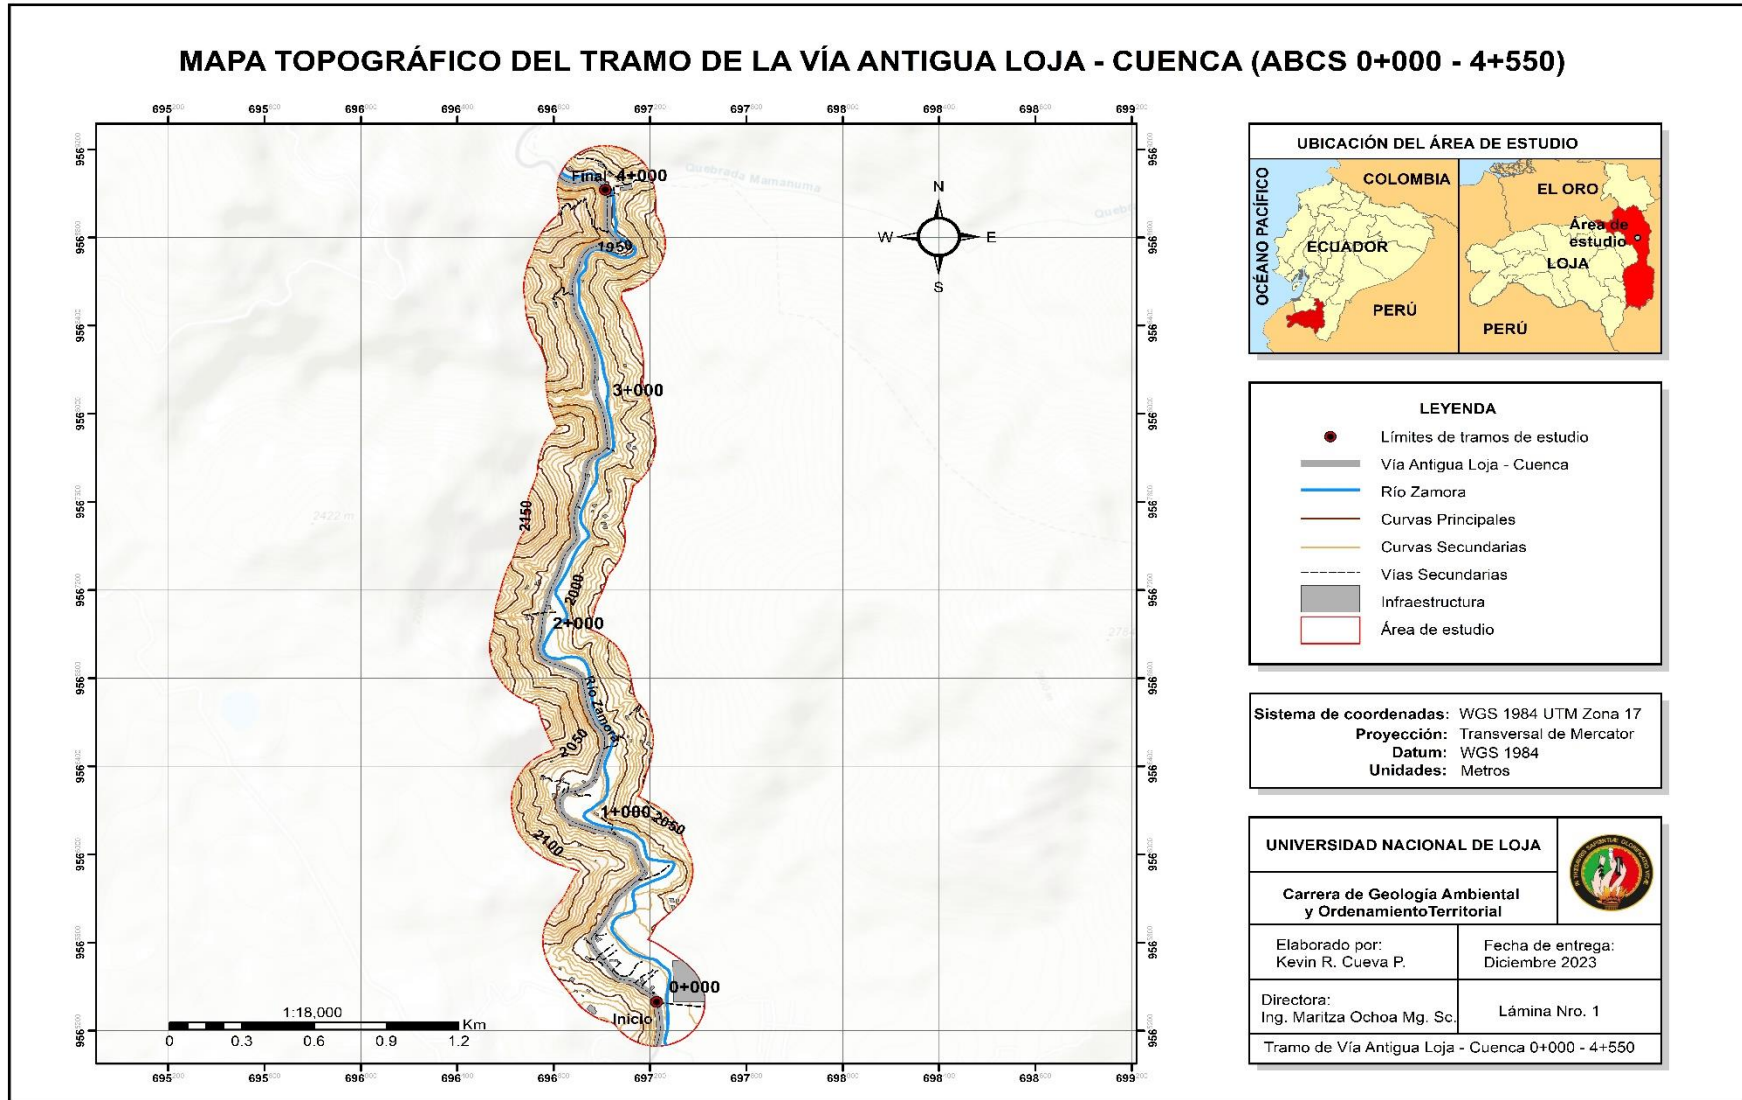 MAPA TOPOGRÁFICO DEL TRAMO DE LA VÍA ANTIGUA LOJA - CUENCA (ABCS 0+000 - 4+550)
Quebrada Mamanuma
Final 4+000
1950
3+000
2150
2422 m
2000
2+000
Río Zamora
2050
1+000
2050
2100
0+000
Inicio
N
W
E
S
1:18,000
Km
0 0.3 0.6 0.9 1.2
UBICACIÓN DEL ÁREA DE ESTUDIO
OCÉANO PACÍFICO
COLOMBIA
ECUADOR
PERÚ
EL ORO
Área de
estudio
LOJA
PERÚ
LEYENDA
Límites de tramos de estudio
Vía Antigua Loja - Cuenca
Río Zamora
Curvas Principales
Curvas Secundarias
Vías Secundarias
Infraestructura
Área de estudio
Sistema de coordenadas: WGS 1984 UTM Zona 17
Proyección: Transversal de Mercator
Datum: WGS 1984
Unidades: Metros
UNIVERSIDAD NACIONAL DE LOJA
Carrera de Geología Ambiental
y OrdenamientoTerritorial
Elaborado por:
Kevin R. Cueva P.
Fecha de entrega:
Diciembre 2023
Directora:
Ing. Maritza Ochoa Mg. Sc.
Lámina Nro. 1
Tramo de Vía Antigua Loja - Cuenca 0+000 - 4+550